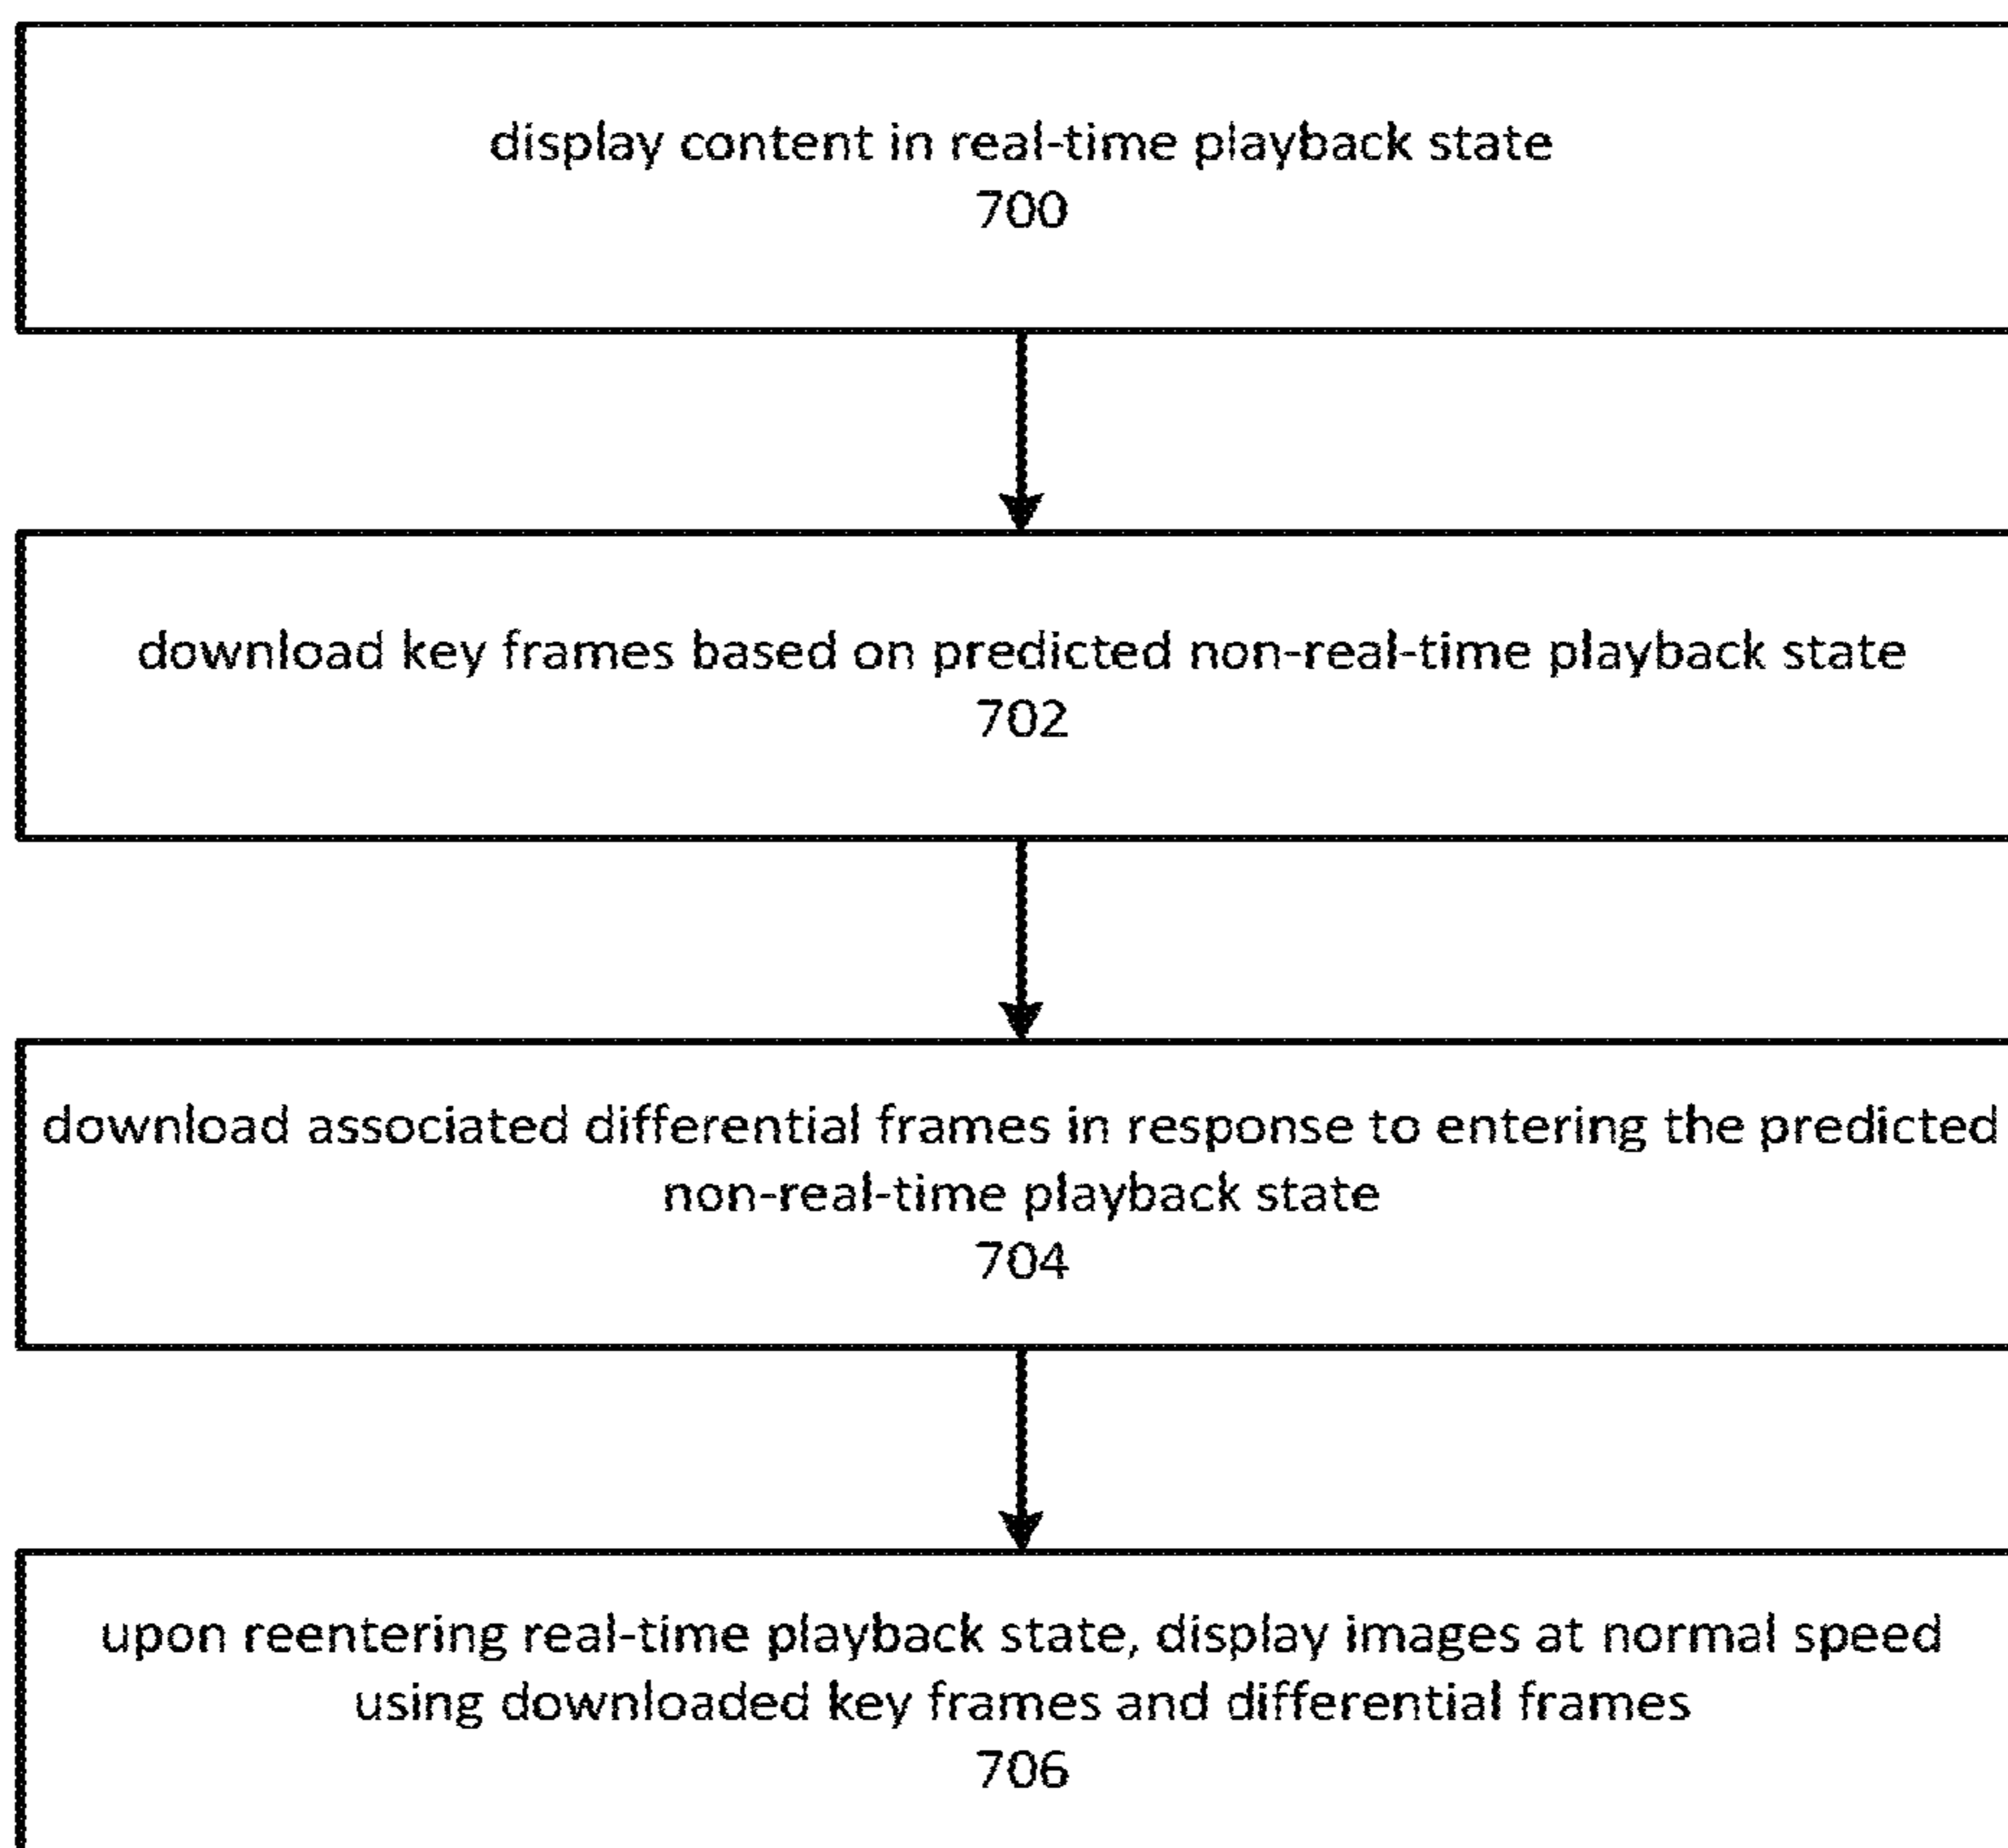 display content in real-time playback state
700
download key frames based on predicted non-real-time playback state
702
download associated differential frames in response to entering the predicted
non-real-time playback state
704
upon reentering real-time playback state, display images at normal speed
using downloaded key frames and differential frames
706